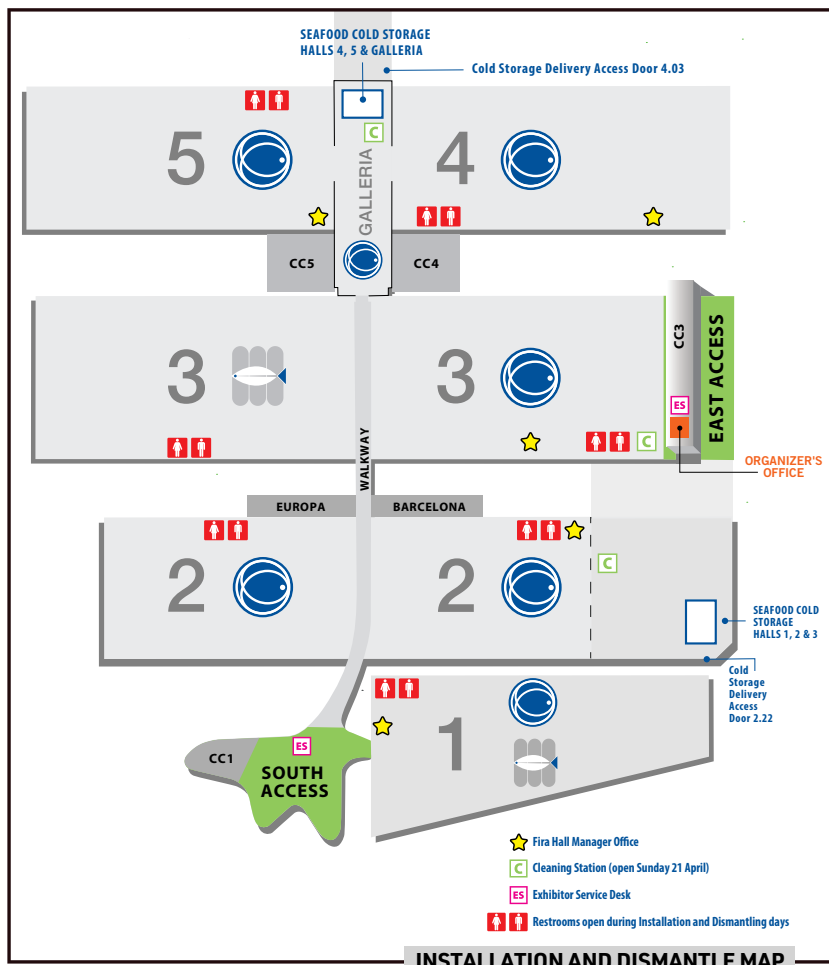 SEAFOOD COLD STORAGE
HALLS 4, 5 & GALLERIA
Cold Storage Delivery Access Door 4.03
5
C
GALLERIA
4
CC5
CC4
3
3
CC3
ES
EAST ACCESS
C
ORGANIZER'S
OFFICE
WALKWAY
EUROPA
BARCELONA
2
2
C
SEAFOOD COLD
STORAGE
HALLS 1, 2 & 3
Cold
Storage
Delivery
Access
Door 2.22
1
ES
CC1
SOUTH
ACCESS
Fira Hall Manager Office
C Cleaning Station (open Sunday 21 April)
ES Exhibitor Service Desk
Restrooms open during Installation and Dismantling days
INSTALLATION AND DISMANTLE MAP